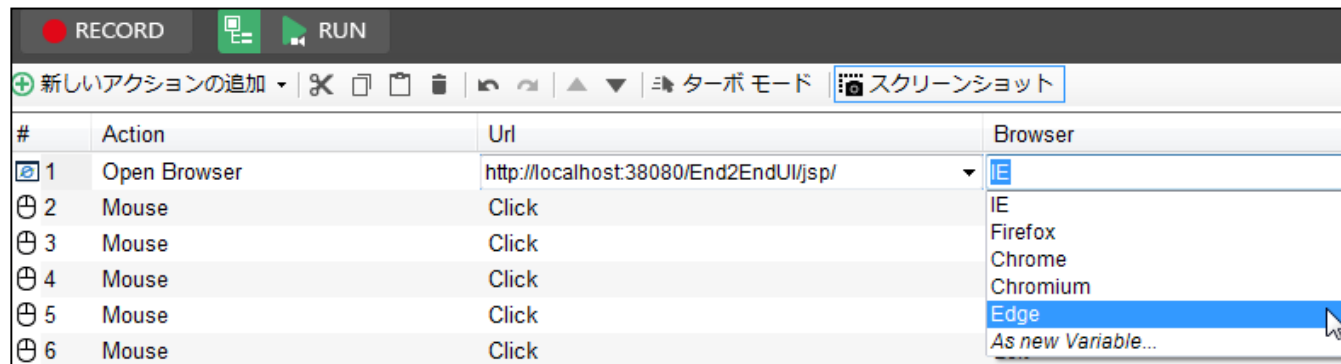 RECORD RUN
新しいアクションの追加 ターボ モード スクリーンショット
# Action Url Browser
1 Open Browser http://localhost:38080/End2EndUI/jsp/ IE
2 Mouse Click IE
3 Mouse Click Firefox
4 Mouse Click Chrome
Chromium
5 Mouse Click Edge
6 Mouse Click As new Variable...